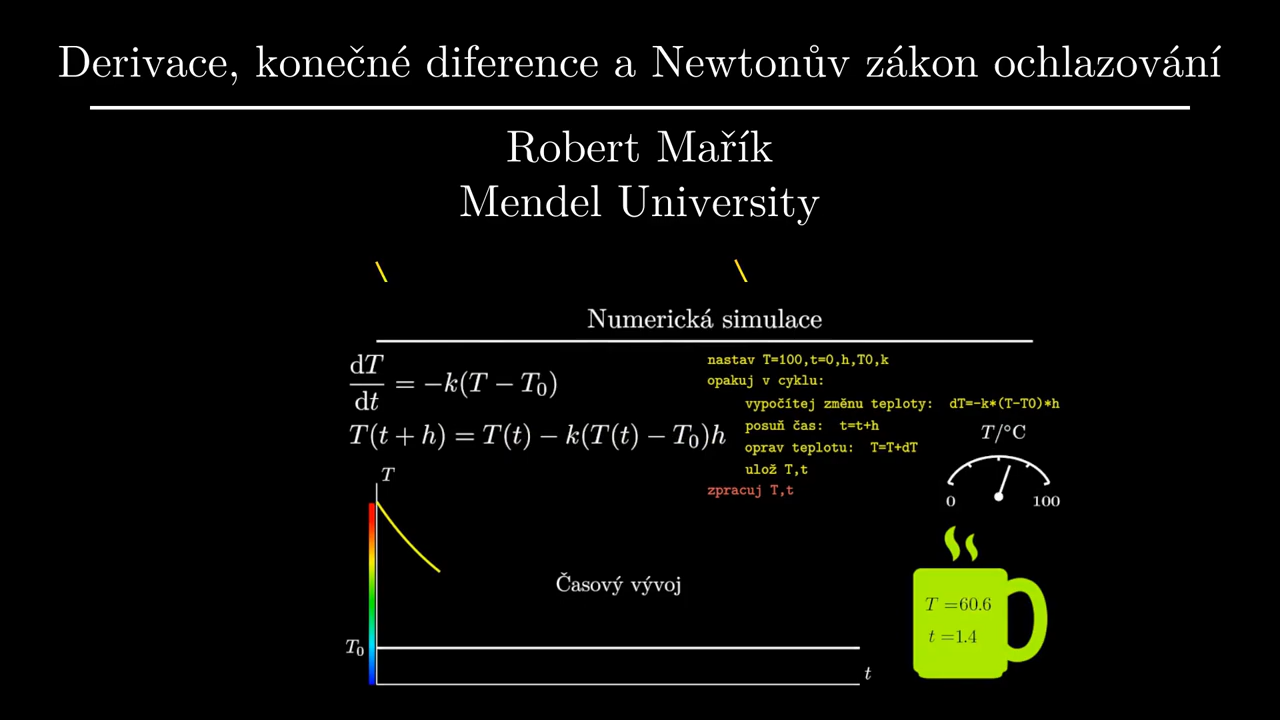 Derivace, konečné diference a Newtonův zákon ochlazování
Robert Mařík
Mendel University
\ \
Numerická simulace
dT/dt = −k(T − T₀)
T(t + h) = T(t) − k(T(t) − T₀)h
nastav T=100,t=0,h,T0,k
opakuj v cyklu:
vypočítej změnu teploty: dT=-k*(T-T0)*h
posuň čas: t=t+h
oprav teplotu: T=T+dT
ulož T,t
zpracuj T,t
T/°C
0 100
T
Časový vývoj
T₀
t
T =60.6
t =1.4